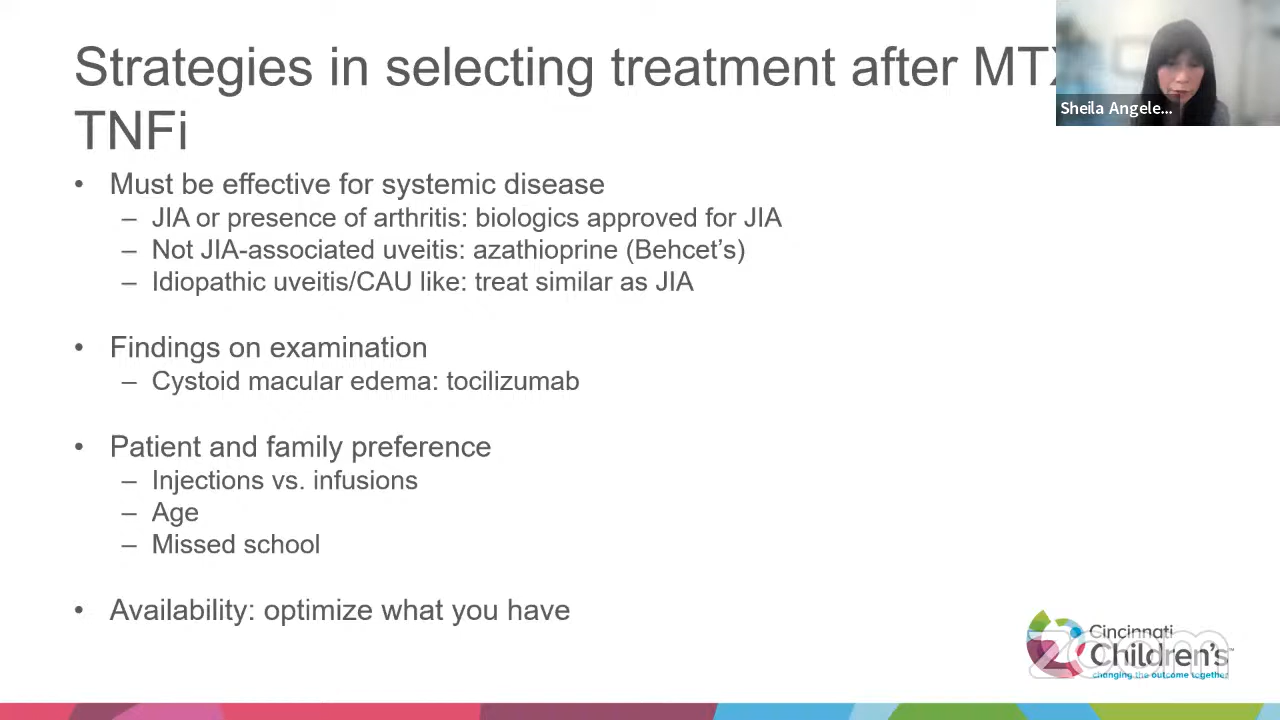 Strategies in selecting treatment after MTX
TNFi
Sheila Angele...
• Must be effective for systemic disease
– JIA or presence of arthritis: biologics approved for JIA
– Not JIA-associated uveitis: azathioprine (Behcet's)
– Idiopathic uveitis/CAU like: treat similar as JIA
• Findings on examination
– Cystoid macular edema: tocilizumab
• Patient and family preference
– Injections vs. infusions
– Age
– Missed school
• Availability: optimize what you have
Cincinnati
Children's™
changing the outcome together
zoom